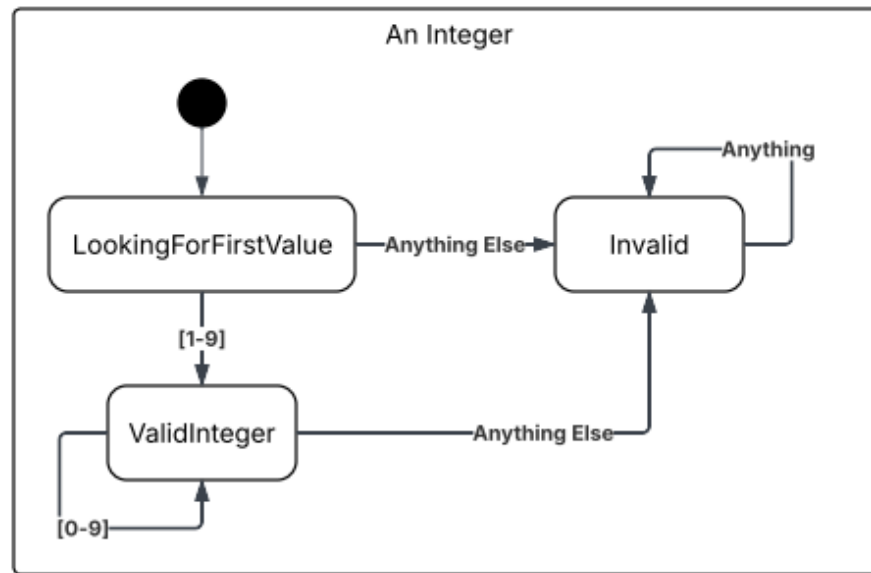 An Integer
Anything
LookingForFirstValue
Anything Else
Invalid
[1-9]
ValidInteger
Anything Else
[0-9]